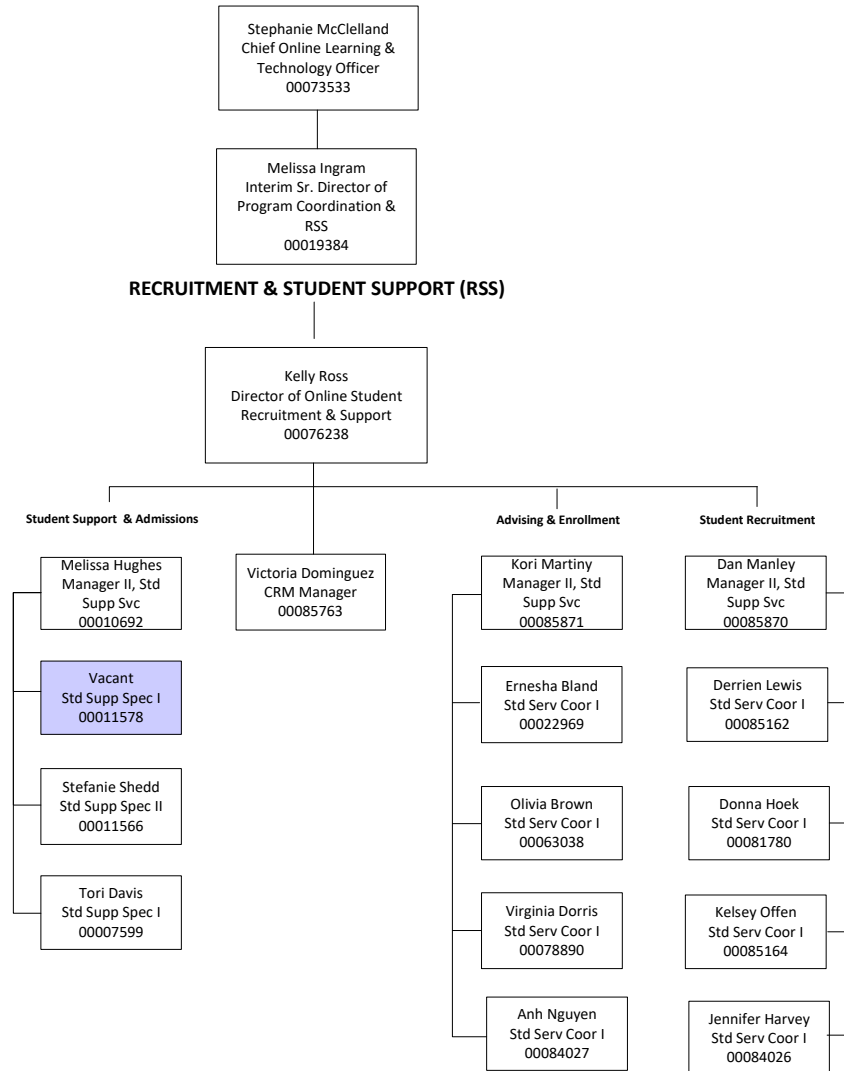 Stephanie McClelland
Chief Online Learning &
Technology Officer
00073533
Melissa Ingram
Interim Sr. Director of
Program Coordination &
RSS
00019384
RECRUITMENT & STUDENT SUPPORT (RSS)
Kelly Ross
Director of Online Student
Recruitment & Support
00076238
Student Support & Admissions
Melissa Hughes
Manager II, Std
Supp Svc
00010692
Vacant
Std Supp Spec I
00011578
Stefanie Shedd
Std Supp Spec II
00011566
Tori Davis
Std Supp Spec I
00007599
Victoria Dominguez
CRM Manager
00085763
Advising & Enrollment
Kori Martiny
Manager II, Std
Supp Svc
00085871
Ernesha Bland
Std Serv Coor I
00022969
Olivia Brown
Std Serv Coor I
00063038
Virginia Dorris
Std Serv Coor I
00078890
Anh Nguyen
Std Serv Coor I
00084027
Student Recruitment
Dan Manley
Manager II, Std
Supp Svc
00085870
Derrien Lewis
Std Serv Coor I
00085162
Donna Hoek
Std Serv Coor I
00081780
Kelsey Offen
Std Serv Coor I
00085164
Jennifer Harvey
Std Serv Coor I
00084026